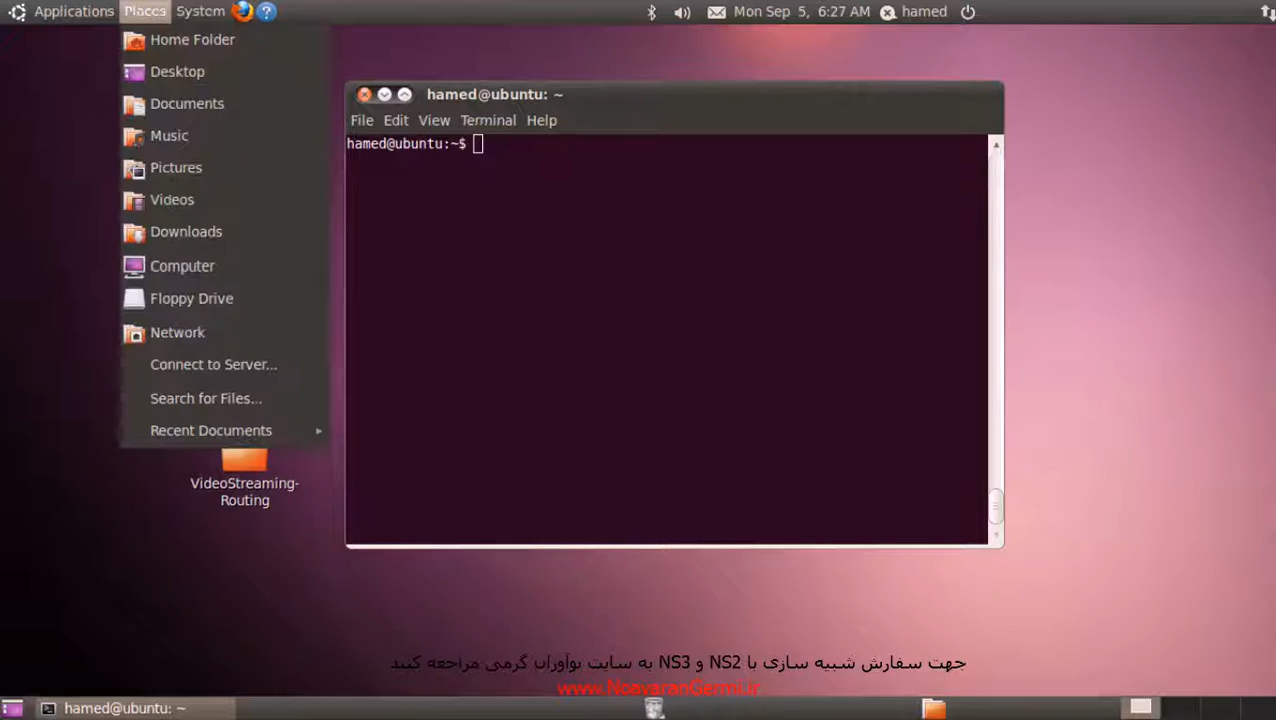 Applications Places System Mon Sep 5, 6:27 AM hamed
Home Folder
Desktop
Documents
Music
Pictures
Videos
Downloads
Computer
Floppy Drive
Network
Connect to Server...
Search for Files...
Recent Documents
VideoStreaming-
Routing
hamed@ubuntu: ~
File Edit View Terminal Help
hamed@ubuntu:~$
جهت سفارش شبیه سازی با NS2 و NS3 به سایت نوآوران گرمی مراجعه کنید
www.NoavaranGermi.ir
hamed@ubuntu: ~